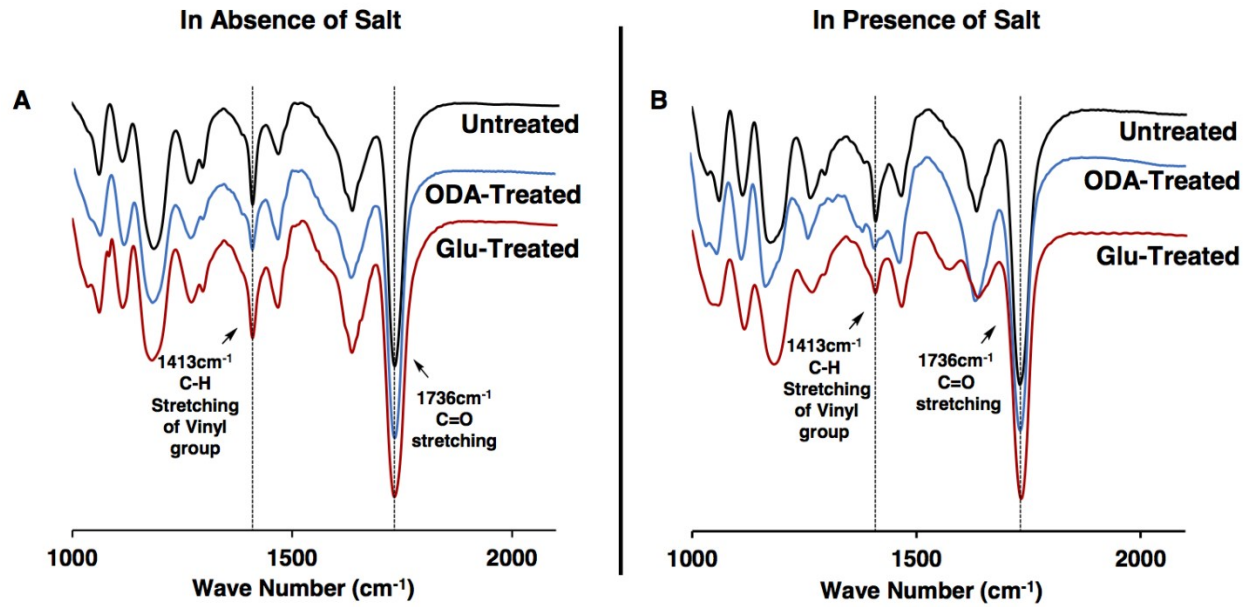 In Absence of Salt
In Presence of Salt
A
Untreated
ODA-Treated
Glu-Treated
1413cm⁻¹
C-H
Stretching
of Vinyl
group
1736cm⁻¹
C=O
stretching
1000
1500
2000
Wave Number (cm⁻¹)
B
Untreated
ODA-Treated
Glu-Treated
1413cm⁻¹
C-H
Stretching
of Vinyl
group
1736cm⁻¹
C=O
stretching
1000
1500
2000
Wave Number (cm⁻¹)